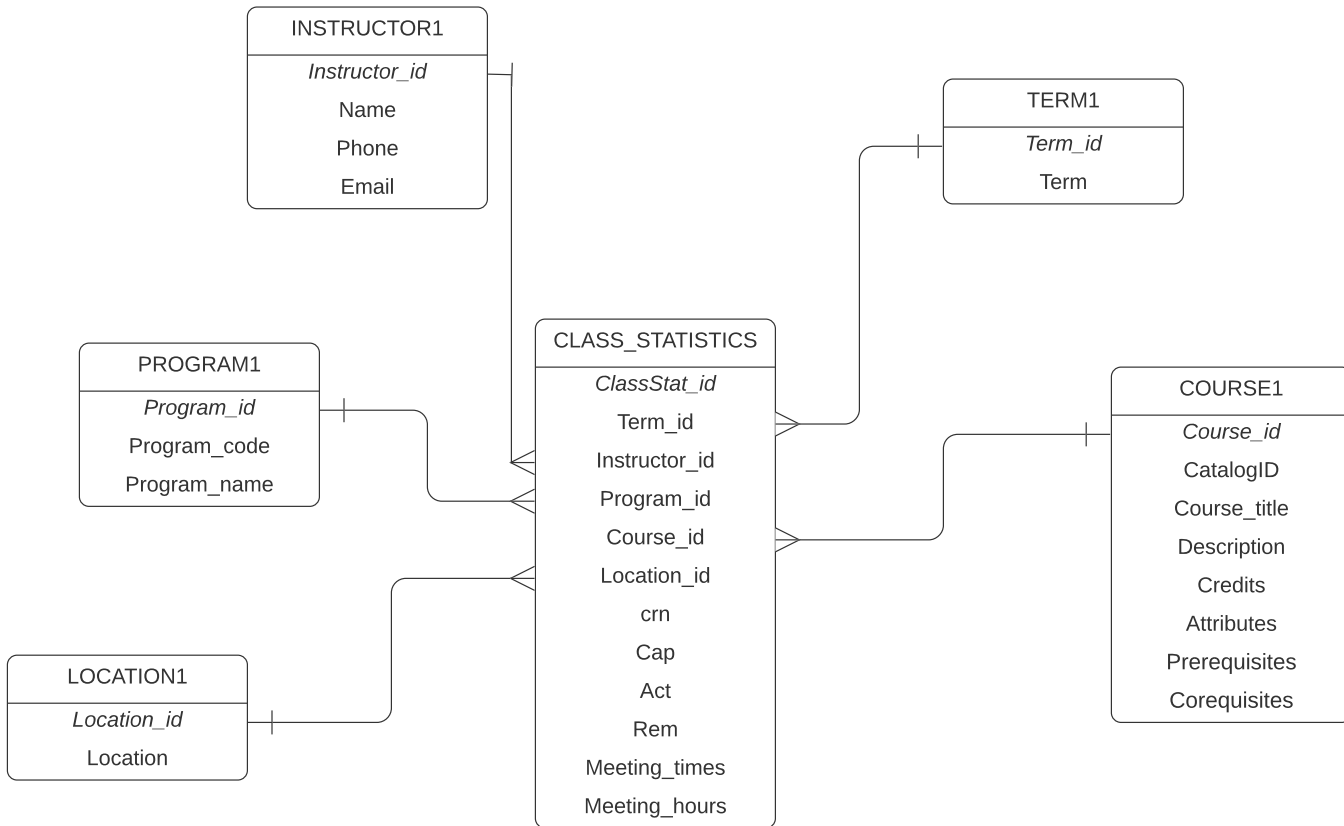 INSTRUCTOR1
Instructor_id
Name
Phone
Email
TERM1
Term_id
Term
PROGRAM1
Program_id
Program_code
Program_name
CLASS_STATISTICS
ClassStat_id
Term_id
Instructor_id
Program_id
Course_id
Location_id
crn
Cap
Act
Rem
Meeting_times
Meeting_hours
COURSE1
Course_id
CatalogID
Course_title
Description
Credits
Attributes
Prerequisites
Corequisites
LOCATION1
Location_id
Location